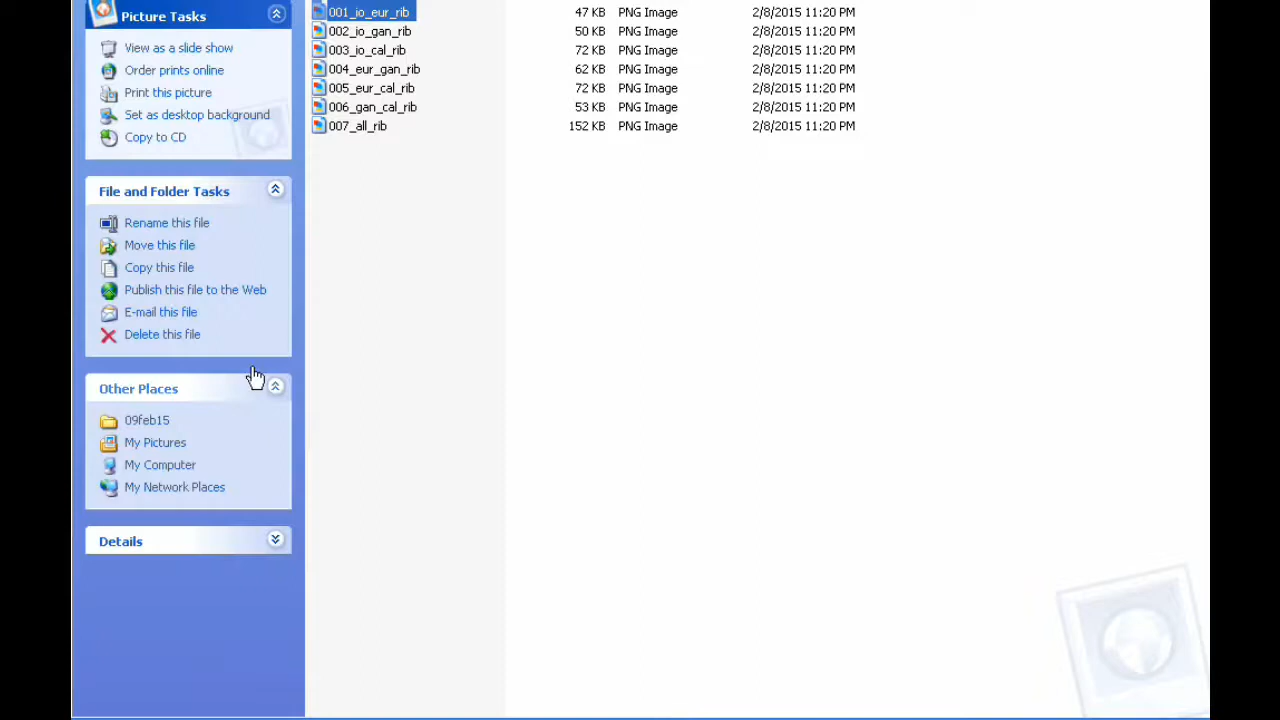 Picture Tasks
View as a slide show
Order prints online
Print this picture
Set as desktop background
Copy to CD
File and Folder Tasks
Rename this file
Move this file
Copy this file
Publish this file to the Web
E-mail this file
Delete this file
Other Places
09feb15
My Pictures
My Computer
My Network Places
Details
001_io_eur_rib 47 KB PNG Image 2/8/2015 11:20 PM
002_io_gan_rib 50 KB PNG Image 2/8/2015 11:20 PM
003_io_cal_rib 72 KB PNG Image 2/8/2015 11:20 PM
004_eur_gan_rib 62 KB PNG Image 2/8/2015 11:20 PM
005_eur_cal_rib 72 KB PNG Image 2/8/2015 11:20 PM
006_gan_cal_rib 53 KB PNG Image 2/8/2015 11:20 PM
007_all_rib 152 KB PNG Image 2/8/2015 11:20 PM